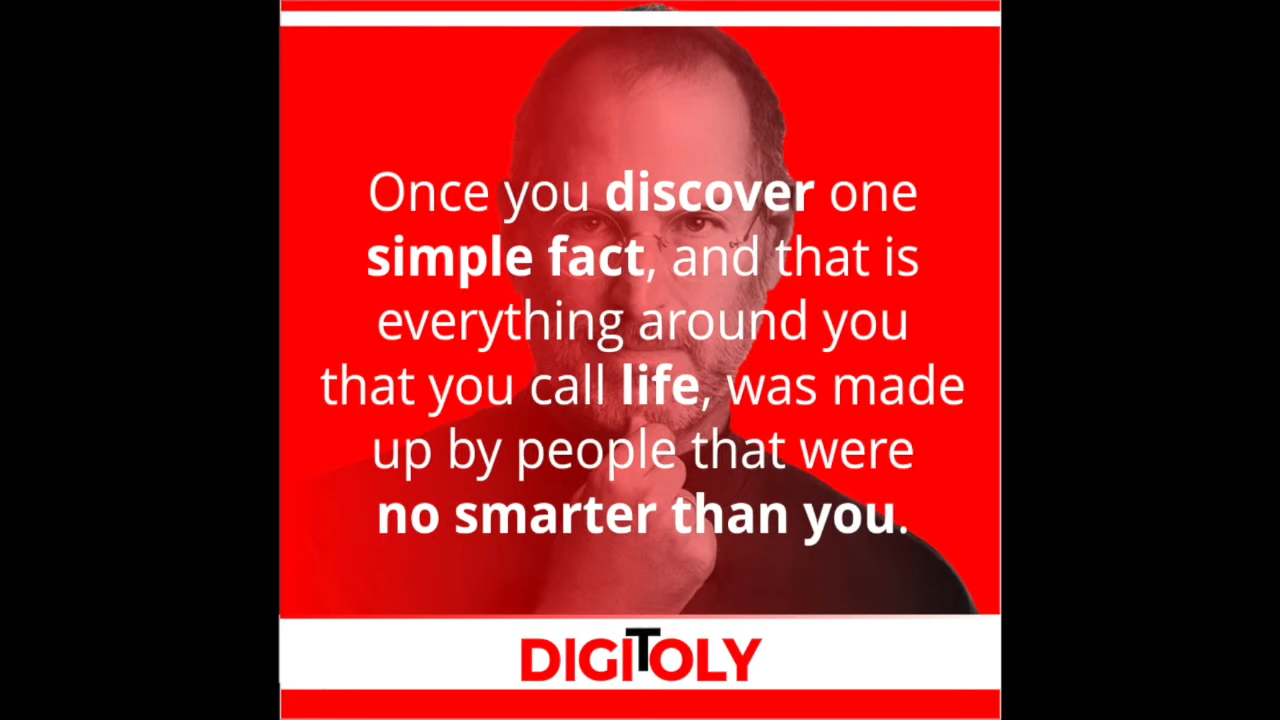 Once you discover one
simple fact, and that is
everything around you
that you call life, was made
up by people that were
no smarter than you.
DIGITOLY